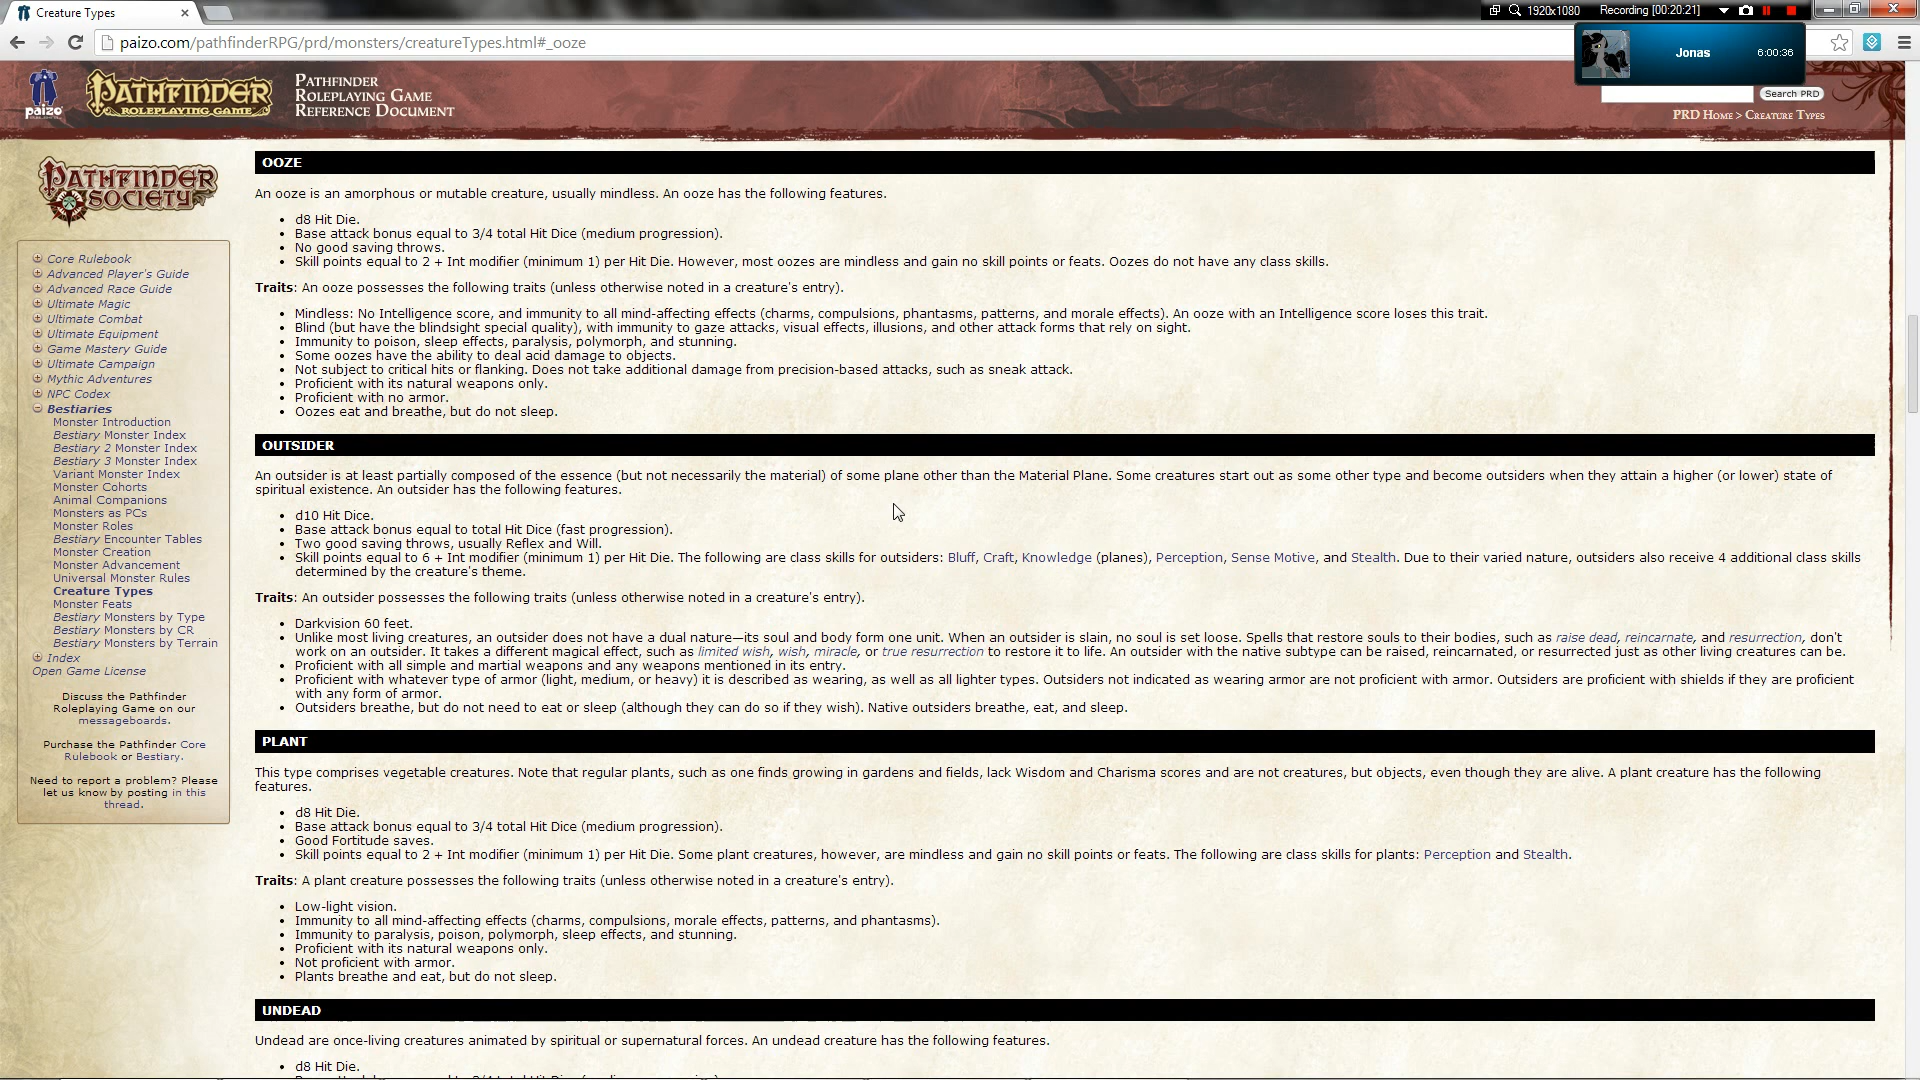 Creature Types
1920x1080
Recording [00:20:21]
paizo.com/pathfinderRPG/prd/monsters/creatureTypes.html#_ooze
Jonas
6:00:36
paizo
PATHFINDER
ROLEPLAYING GAME
PATHFINDER
ROLEPLAYING GAME
REFERENCE DOCUMENT
Search PRD
PRD HOME > CREATURE TYPES
PATHFINDER
SOCIETY
Core Rulebook
Advanced Player's Guide
Advanced Race Guide
Ultimate Magic
Ultimate Combat
Ultimate Equipment
Game Mastery Guide
Ultimate Campaign
Mythic Adventures
NPC Codex
Bestiaries
Monster Introduction
Bestiary Monster Index
Bestiary 2 Monster Index
Bestiary 3 Monster Index
Variant Monster Index
Monster Cohorts
Animal Companions
Monsters as PCs
Monster Roles
Bestiary Encounter Tables
Monster Creation
Monster Advancement
Universal Monster Rules
Creature Types
Monster Feats
Bestiary Monsters by Type
Bestiary Monsters by CR
Bestiary Monsters by Terrain
Index
Open Game License
Discuss the Pathfinder
Roleplaying Game on our
messageboards.
Purchase the Pathfinder Core
Rulebook or Bestiary.
Need to report a problem? Please
let us know by posting in this
thread.
OOZE
An ooze is an amorphous or mutable creature, usually mindless. An ooze has the following features.
• d8 Hit Die.
• Base attack bonus equal to 3/4 total Hit Dice (medium progression).
• No good saving throws.
• Skill points equal to 2 + Int modifier (minimum 1) per Hit Die. However, most oozes are mindless and gain no skill points or feats. Oozes do not have any class skills.
Traits: An ooze possesses the following traits (unless otherwise noted in a creature's entry).
• Mindless: No Intelligence score, and immunity to all mind-affecting effects (charms, compulsions, phantasms, patterns, and morale effects). An ooze with an Intelligence score loses this trait.
• Blind (but have the blindsight special quality), with immunity to gaze attacks, visual effects, illusions, and other attack forms that rely on sight.
• Immunity to poison, sleep effects, paralysis, polymorph, and stunning.
• Some oozes have the ability to deal acid damage to objects.
• Not subject to critical hits or flanking. Does not take additional damage from precision-based attacks, such as sneak attack.
• Proficient with its natural weapons only.
• Proficient with no armor.
• Oozes eat and breathe, but do not sleep.
OUTSIDER
An outsider is at least partially composed of the essence (but not necessarily the material) of some plane other than the Material Plane. Some creatures start out as some other type and become outsiders when they attain a higher (or lower) state of
spiritual existence. An outsider has the following features.
• d10 Hit Dice.
• Base attack bonus equal to total Hit Dice (fast progression).
• Two good saving throws, usually Reflex and Will.
• Skill points equal to 6 + Int modifier (minimum 1) per Hit Die. The following are class skills for outsiders: Bluff, Craft, Knowledge (planes), Perception, Sense Motive, and Stealth. Due to their varied nature, outsiders also receive 4 additional class skills
determined by the creature's theme.
Traits: An outsider possesses the following traits (unless otherwise noted in a creature's entry).
• Darkvision 60 feet.
• Unlike most living creatures, an outsider does not have a dual nature—its soul and body form one unit. When an outsider is slain, no soul is set loose. Spells that restore souls to their bodies, such as raise dead, reincarnate, and resurrection, don't
work on an outsider. It takes a different magical effect, such as limited wish, wish, miracle, or true resurrection to restore it to life. An outsider with the native subtype can be raised, reincarnated, or resurrected just as other living creatures can be.
• Proficient with all simple and martial weapons and any weapons mentioned in its entry.
• Proficient with whatever type of armor (light, medium, or heavy) it is described as wearing, as well as all lighter types. Outsiders not indicated as wearing armor are not proficient with armor. Outsiders are proficient with shields if they are proficient
with any form of armor.
• Outsiders breathe, but do not need to eat or sleep (although they can do so if they wish). Native outsiders breathe, eat, and sleep.
PLANT
This type comprises vegetable creatures. Note that regular plants, such as one finds growing in gardens and fields, lack Wisdom and Charisma scores and are not creatures, but objects, even though they are alive. A plant creature has the following
features.
• d8 Hit Die.
• Base attack bonus equal to 3/4 total Hit Dice (medium progression).
• Good Fortitude saves.
• Skill points equal to 2 + Int modifier (minimum 1) per Hit Die. Some plant creatures, however, are mindless and gain no skill points or feats. The following are class skills for plants: Perception and Stealth.
Traits: A plant creature possesses the following traits (unless otherwise noted in a creature's entry).
• Low-light vision.
• Immunity to all mind-affecting effects (charms, compulsions, morale effects, patterns, and phantasms).
• Immunity to paralysis, poison, polymorph, sleep effects, and stunning.
• Proficient with its natural weapons only.
• Not proficient with armor.
• Plants breathe and eat, but do not sleep.
UNDEAD
Undead are once-living creatures animated by spiritual or supernatural forces. An undead creature has the following features.
• d8 Hit Die.